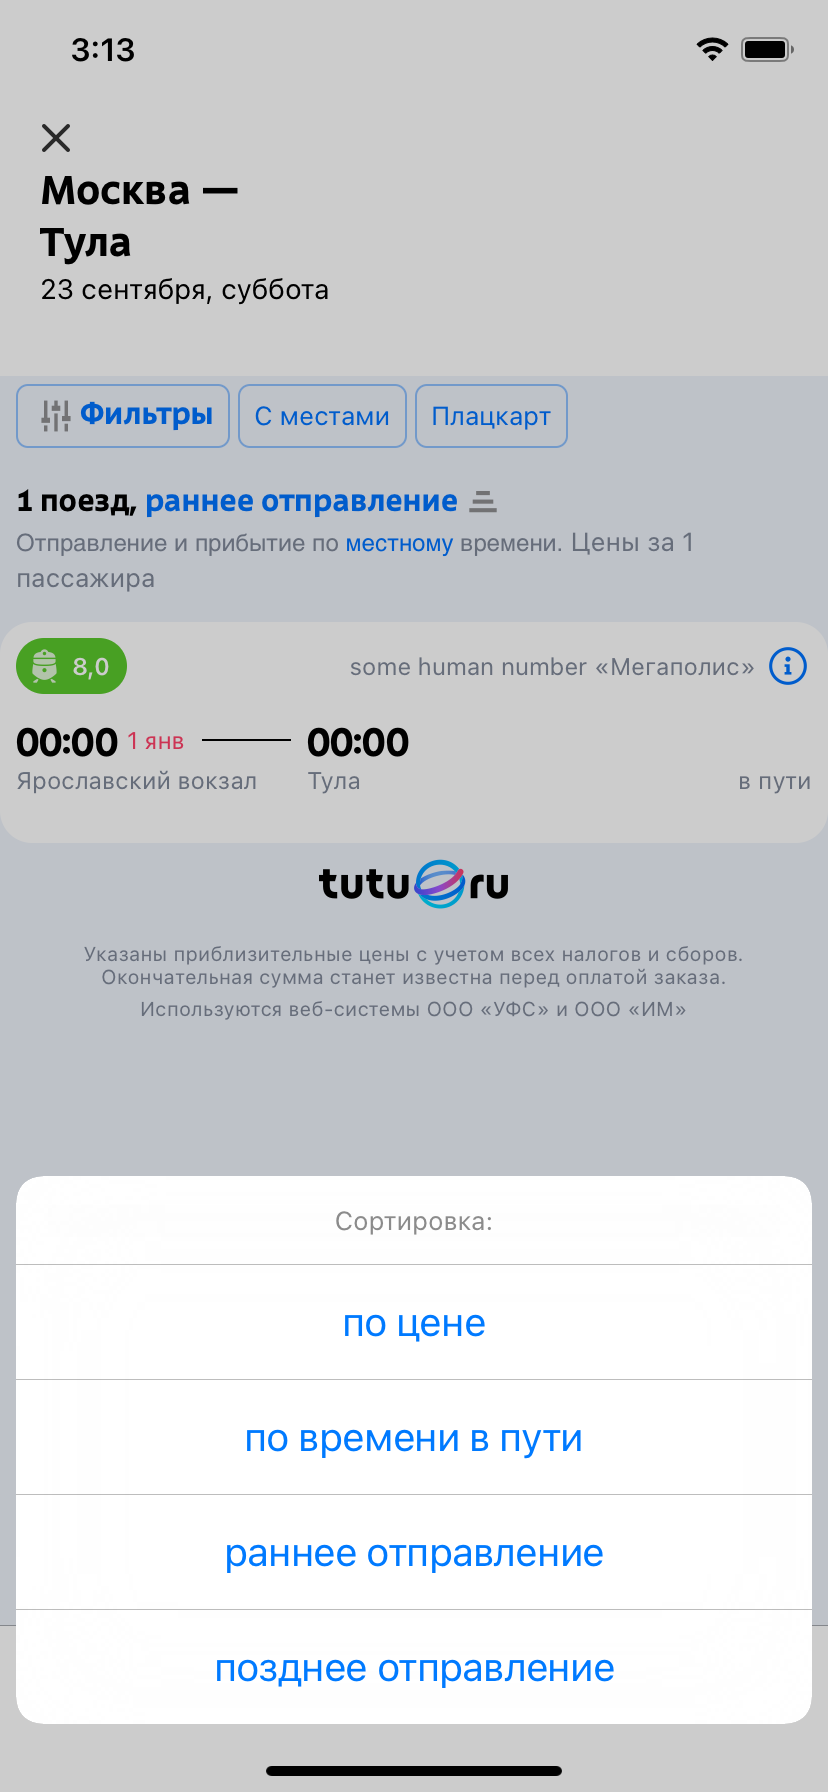 3:13
Москва —
Тула
23 сентября, суббота
Фильтры
С местами
Плацкарт
1 поезд, раннее отправление
Отправление и прибытие по местному времени. Цены за 1
пассажира
8,0
some human number «Мегаполис»
00:00 1 янв 00:00
Ярославский вокзал Тула в пути
tutu ru
Указаны приблизительные цены с учетом всех налогов и сборов.
Окончательная сумма станет известна перед оплатой заказа.
Используются веб-системы ООО «УФС» и ООО «ИМ»
Сортировка:
по цене
по времени в пути
раннее отправление
позднее отправление